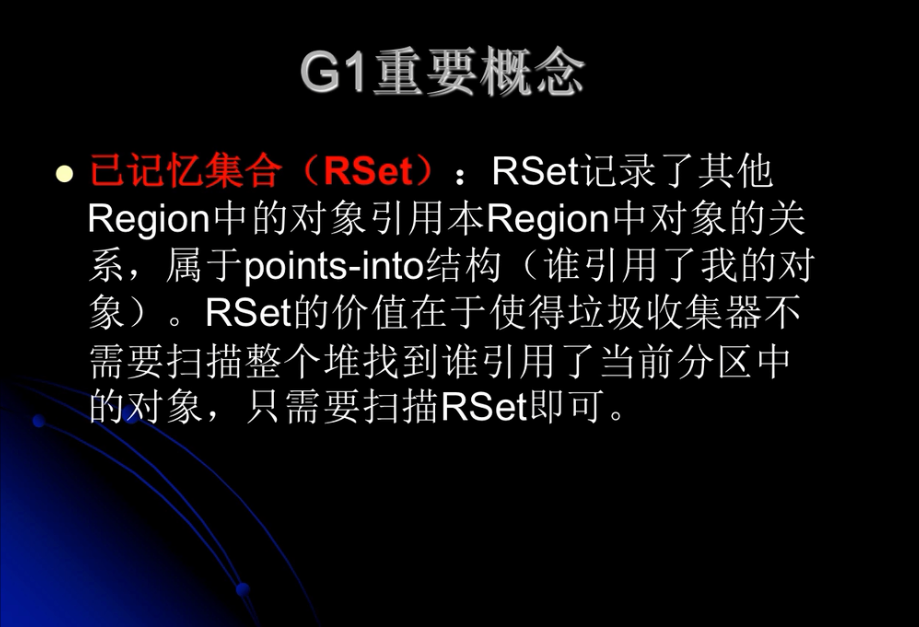 G1重要概念
已记忆集合（RSet）：RSet记录了其他
Region中的对象引用本Region中对象的关
系，属于points-into结构（谁引用了我的对
象）。RSet的价值在于使得垃圾收集器不
需要扫描整个堆找到谁引用了当前分区中
的对象，只需要扫描RSet即可。